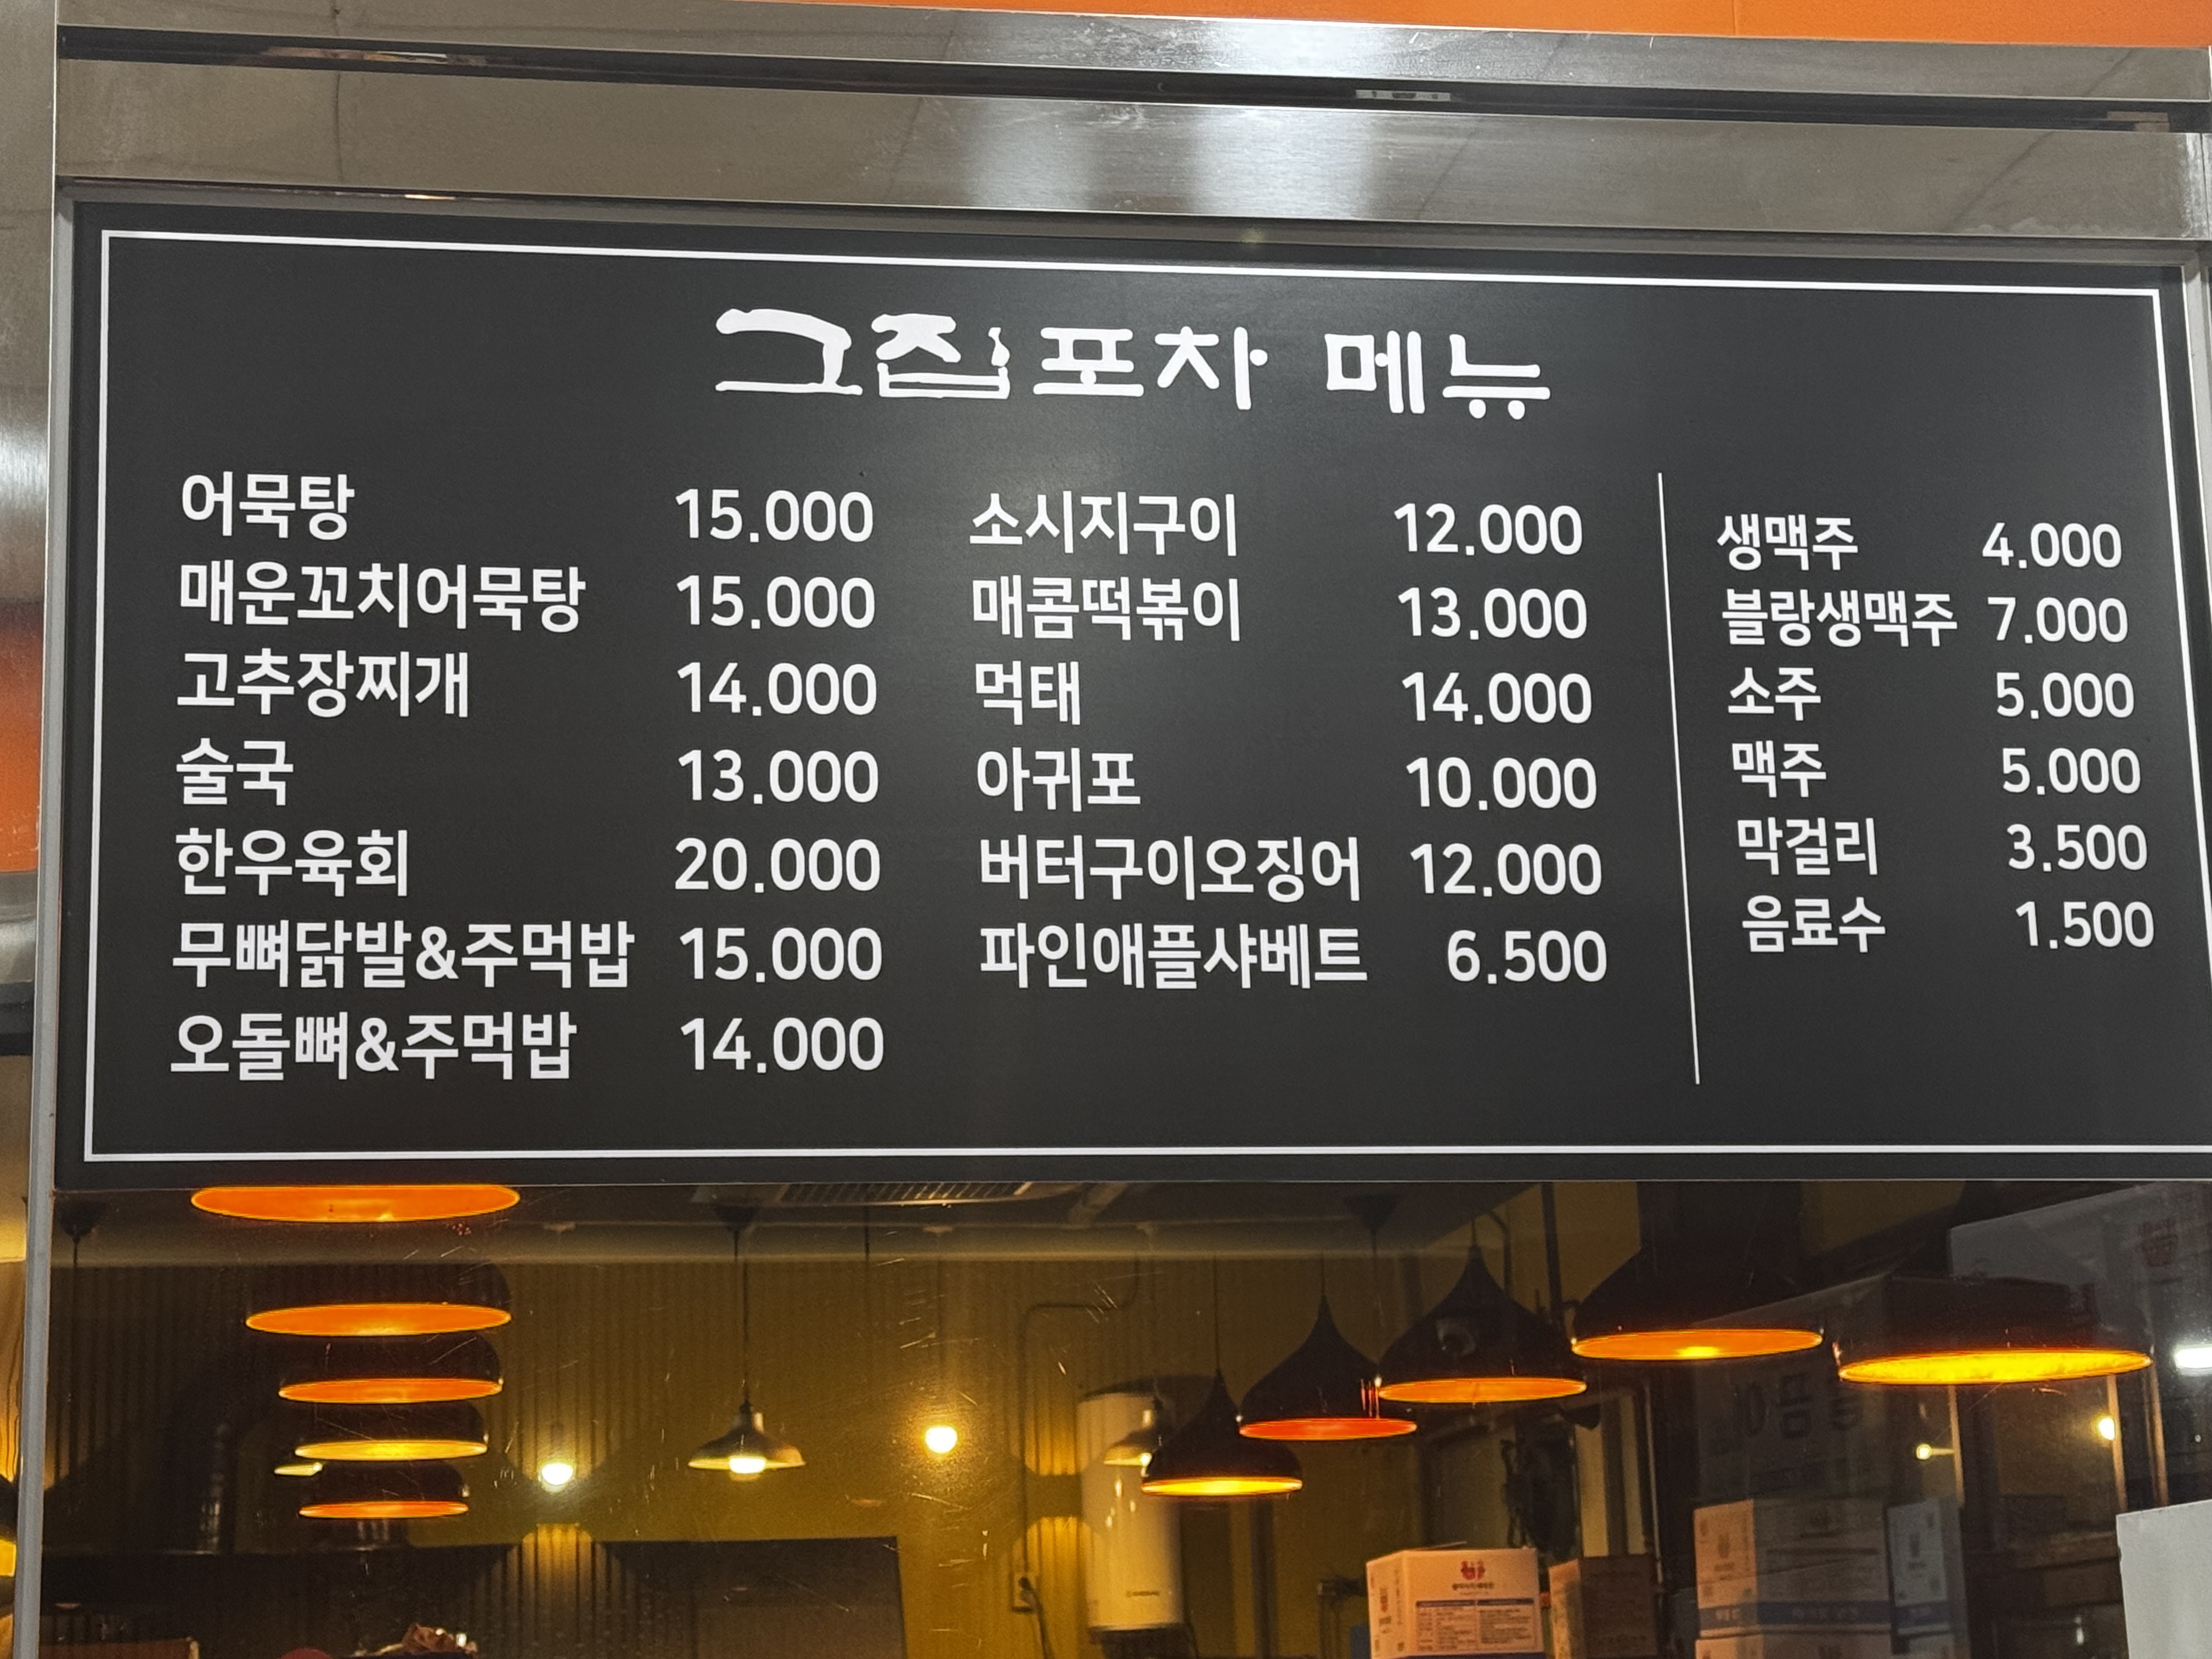 그집포차 메뉴
어묵탕 15.000
매운꼬치어묵탕 15.000
고추장찌개 14.000
술국 13.000
한우육회 20.000
무뼈닭발&주먹밥 15.000
오돌뼈&주먹밥 14.000
소시지구이 12.000
매콤떡볶이 13.000
먹태 14.000
아귀포 10.000
버터구이오징어 12.000
파인애플샤베트 6.500
생맥주 4.000
블랑생맥주 7.000
소주 5.000
맥주 5.000
막걸리 3.500
음료수 1.500